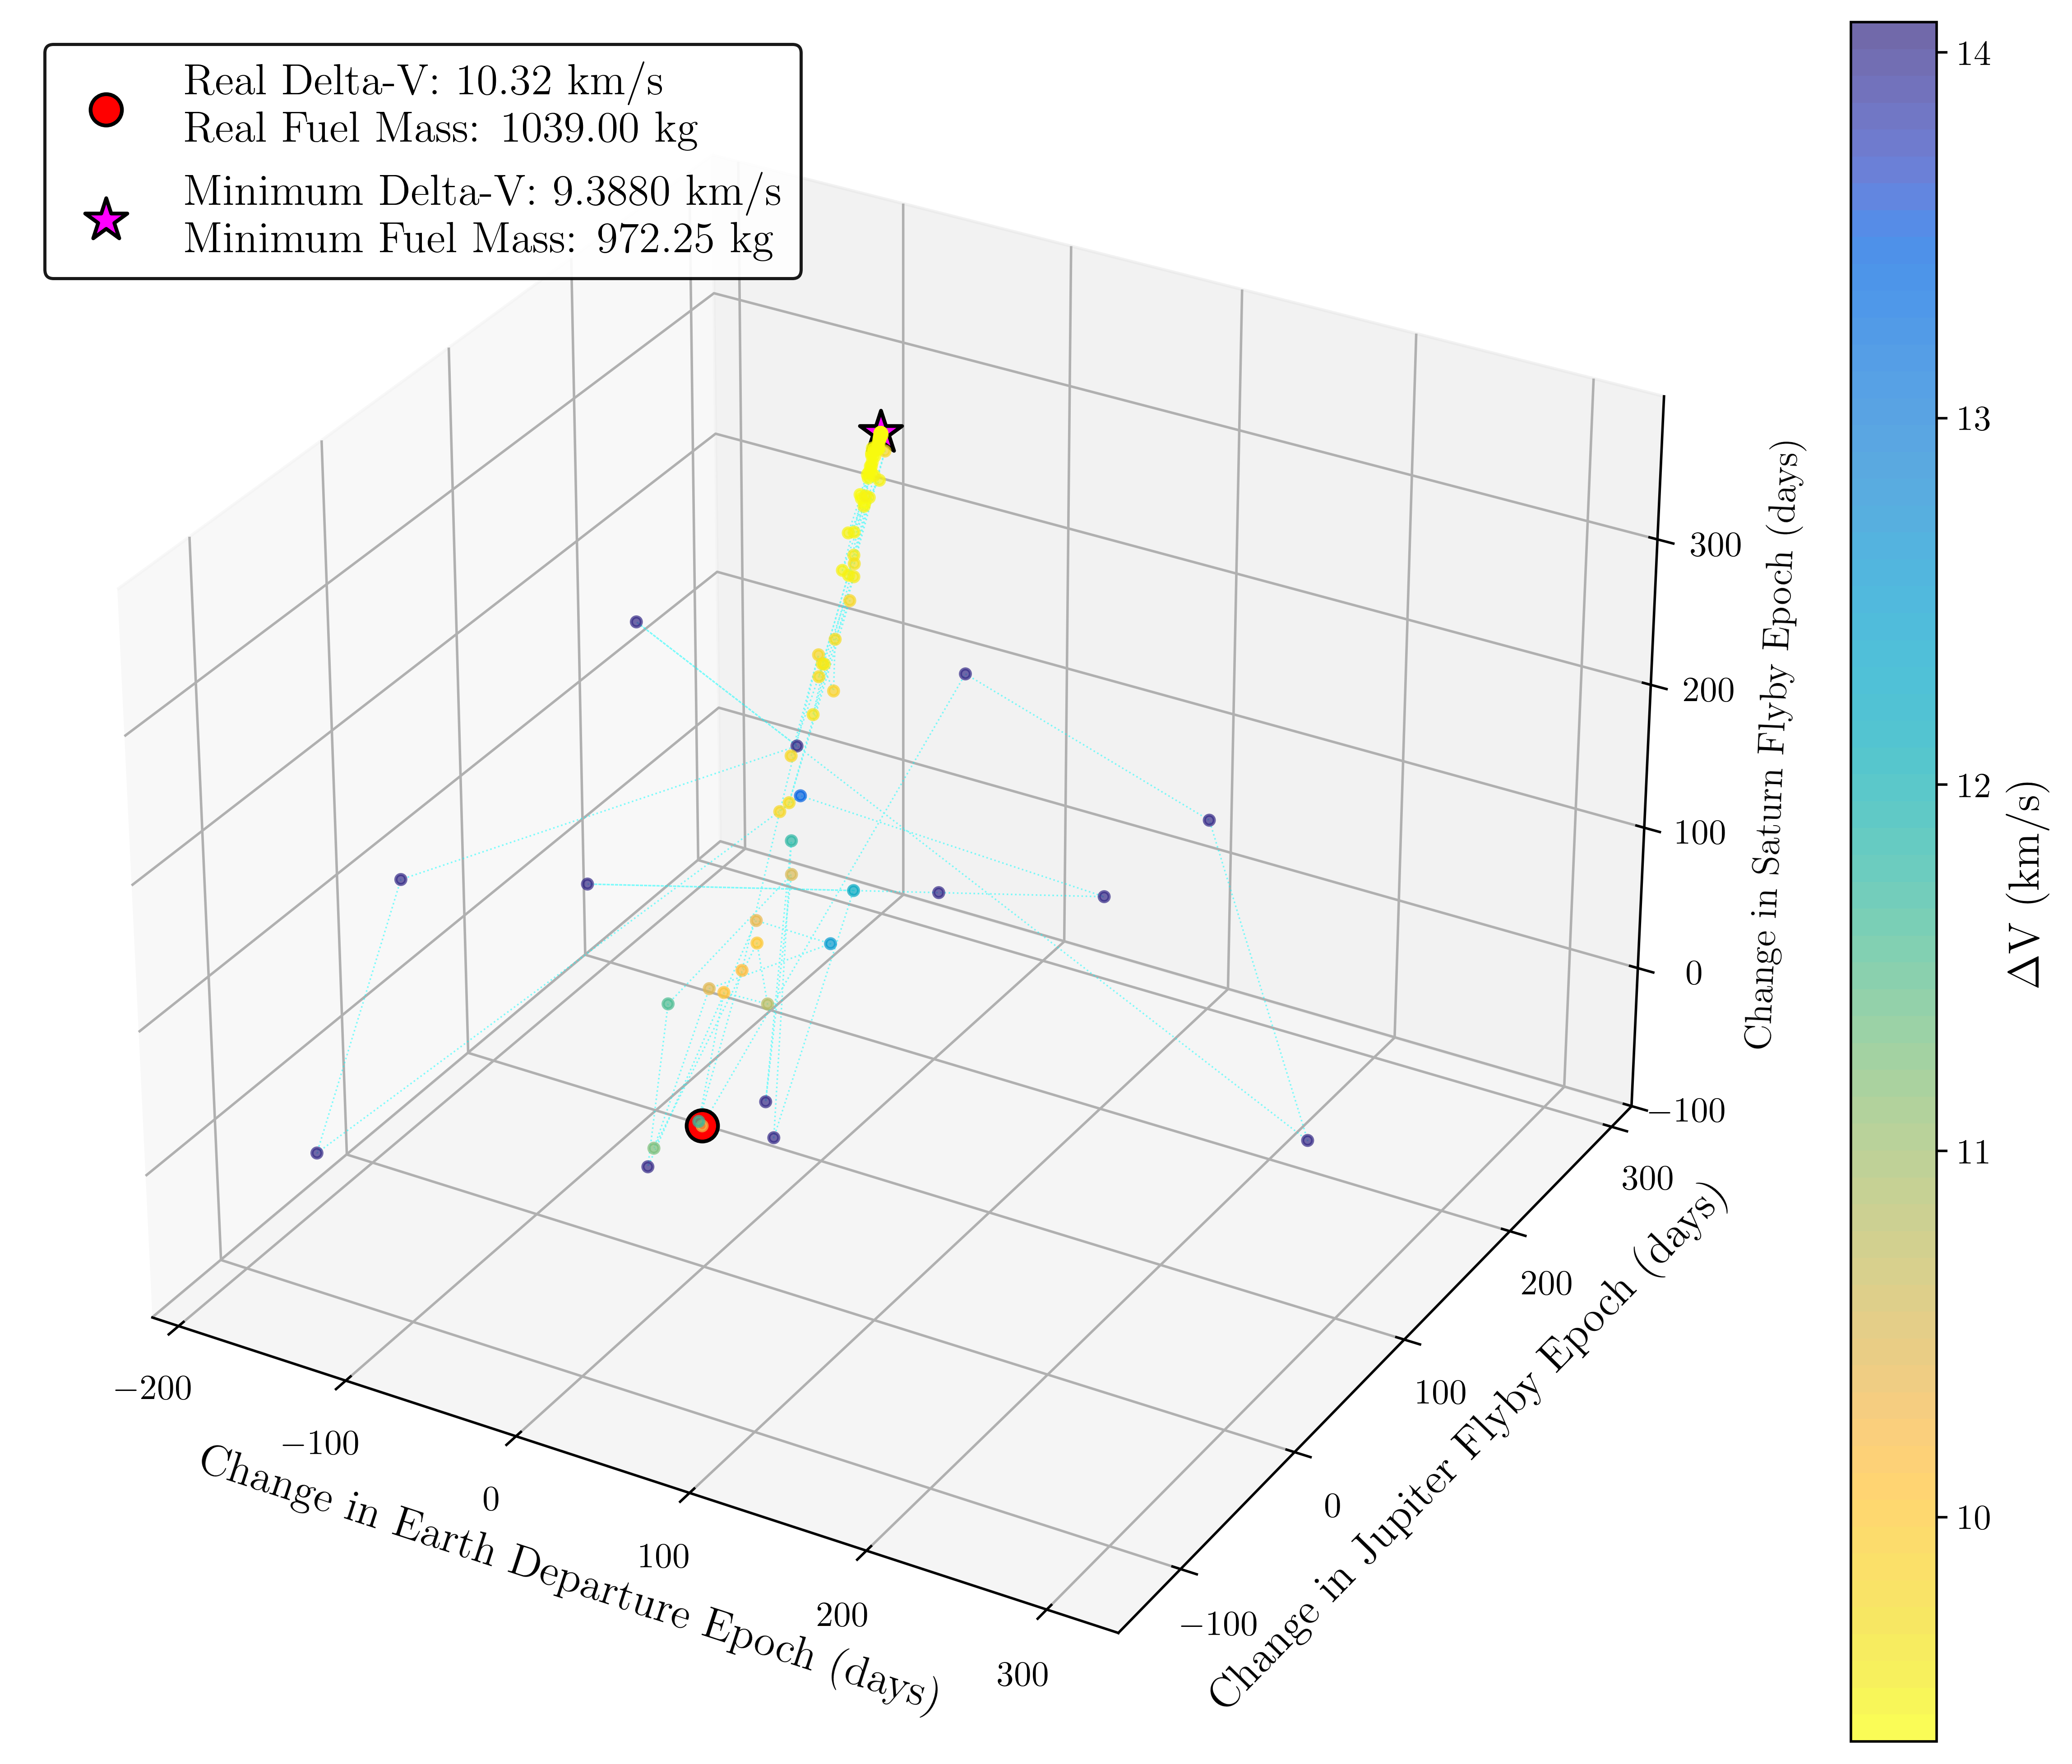 Real Delta-V: 10.32 km/s
Real Fuel Mass: 1039.00 kg
Minimum Delta-V: 9.3880 km/s
Minimum Fuel Mass: 972.25 kg
14
13
12
11
10
ΔV (km/s)
300
200
100
0
−100
Change in Saturn Flyby Epoch (days)
300
200
100
0
−100
Change in Jupiter Flyby Epoch (days)
−200
−100
0
100
200
300
Change in Earth Departure Epoch (days)